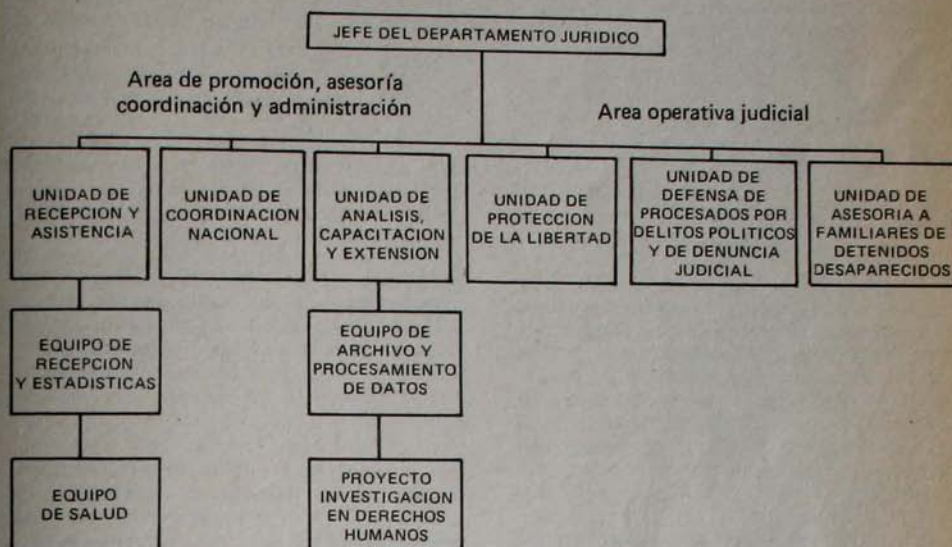 JEFE DEL DEPARTAMENTO JURIDICO
Area de promoción, asesoría
coordinación y administración
Area operativa judicial
UNIDAD DE
RECEPCION Y
ASISTENCIA
UNIDAD DE
COORDINACION
NACIONAL
UNIDAD DE
ANALISIS,
CAPACITACION
Y EXTENSION
UNIDAD DE
PROTECCION
DE LA LIBERTAD
UNIDAD DE
DEFENSA DE
PROCESADOS POR
DELITOS POLITICOS
Y DE DENUNCIA
JUDICIAL
UNIDAD DE
ASESORIA A
FAMILIARES DE
DETENIDOS
DESAPARECIDOS
EQUIPO DE
RECEPCION
Y ESTADISTICAS
EQUIPO DE
ARCHIVO Y
PROCESAMIENTO
DE DATOS
EQUIPO
DE SALUD
PROYECTO
INVESTIGACION
EN DERECHOS
HUMANOS